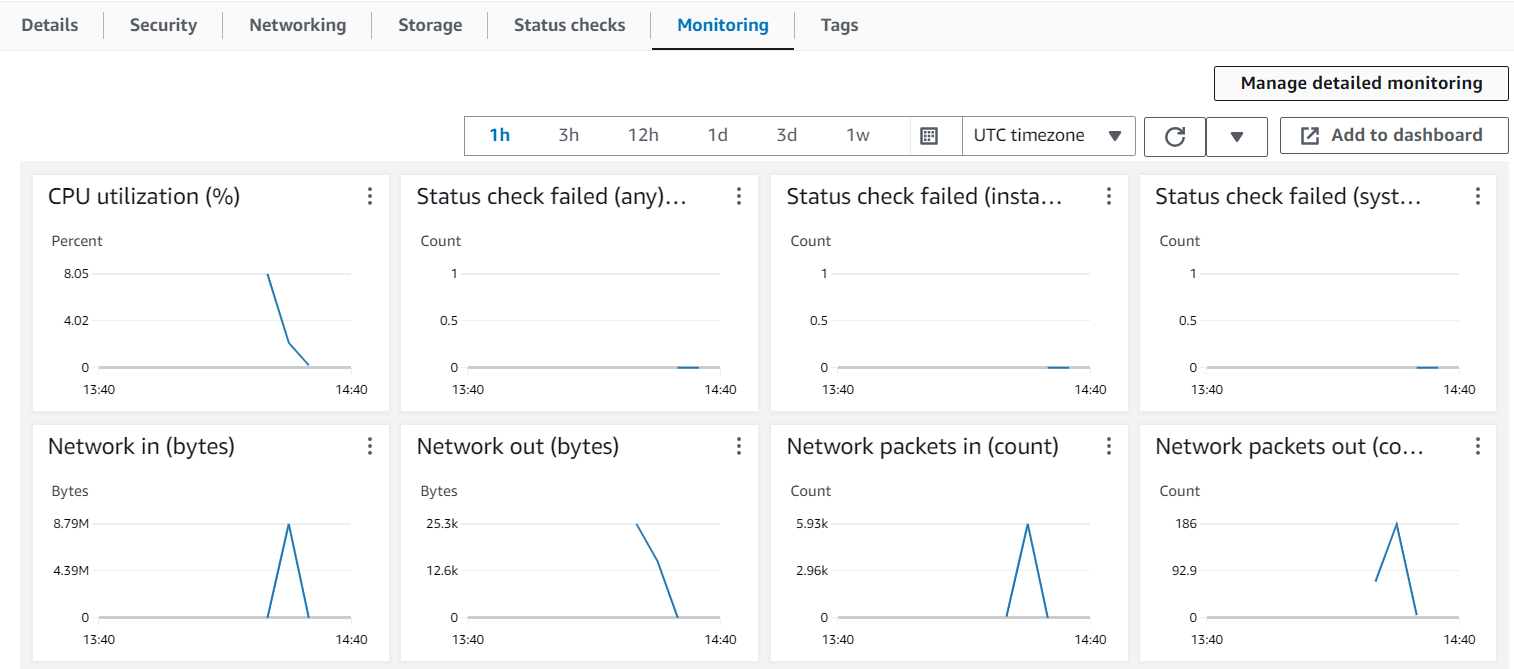 Details Security Networking Storage Status checks Monitoring Tags
Manage detailed monitoring
1h 3h 12h 1d 3d 1w UTC timezone Add to dashboard
CPU utilization (%)
Percent
8.05
4.02
0
13:40 14:40
Status check failed (any)...
Count
1
0.5
0
13:40 14:40
Status check failed (insta...
Count
1
0.5
0
13:40 14:40
Status check failed (syst...
Count
1
0.5
0
13:40 14:40
Network in (bytes)
Bytes
8.79M
4.39M
0
13:40 14:40
Network out (bytes)
Bytes
25.3k
12.6k
0
13:40 14:40
Network packets in (count)
Count
5.93k
2.96k
0
13:40 14:40
Network packets out (co...
Count
186
92.9
0
13:40 14:40